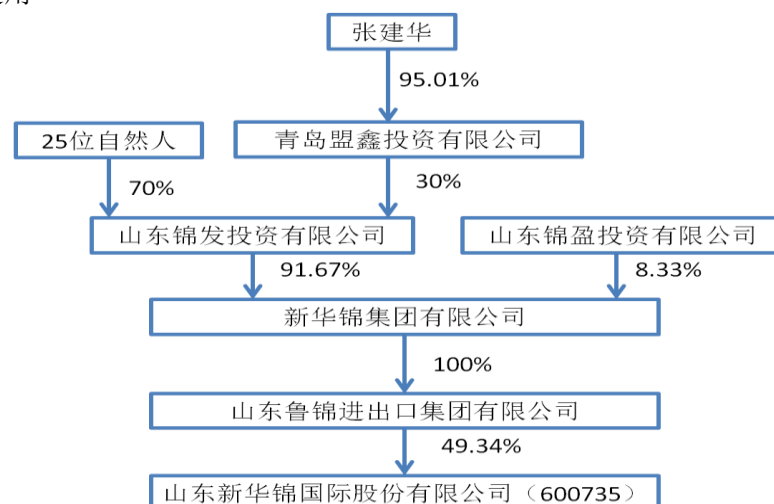 张建华
95.01%
25位自然人
青岛盟鑫投资有限公司
70%
30%
山东锦发投资有限公司
山东锦盈投资有限公司
91.67%
8.33%
新华锦集团有限公司
100%
山东鲁锦进出口集团有限公司
49.34%
山东新华锦国际股份有限公司（600735）